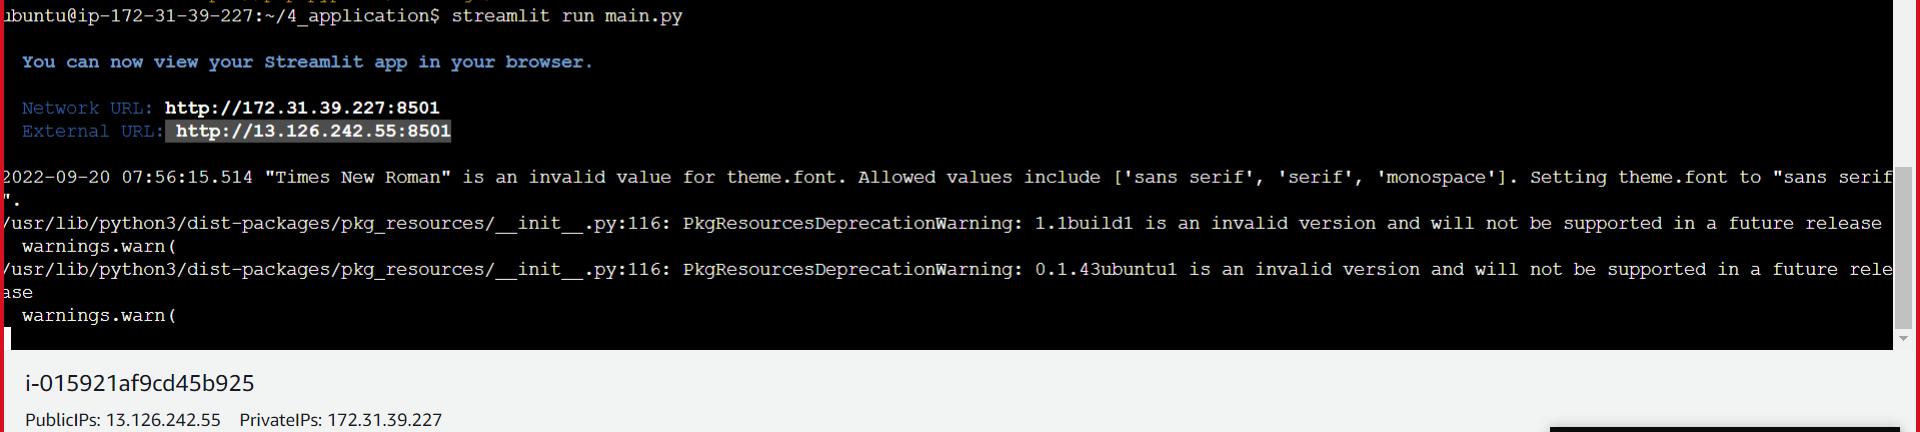 ubuntu@ip-172-31-39-227:~/4_application$ streamlit run main.py
You can now view your Streamlit app in your browser.
Network URL: http://172.31.39.227:8501
External URL: http://13.126.242.55:8501
2022-09-20 07:56:15.514 "Times New Roman" is an invalid value for theme.font. Allowed values include ['sans serif', 'serif', 'monospace']. Setting theme.font to "sans serif
".
/usr/lib/python3/dist-packages/pkg_resources/__init__.py:116: PkgResourcesDeprecationWarning: 1.1build1 is an invalid version and will not be supported in a future release
warnings.warn(
/usr/lib/python3/dist-packages/pkg_resources/__init__.py:116: PkgResourcesDeprecationWarning: 0.1.43ubuntu1 is an invalid version and will not be supported in a future rele
ase
warnings.warn(
i-015921af9cd45b925
PublicIPs: 13.126.242.55 PrivateIPs: 172.31.39.227